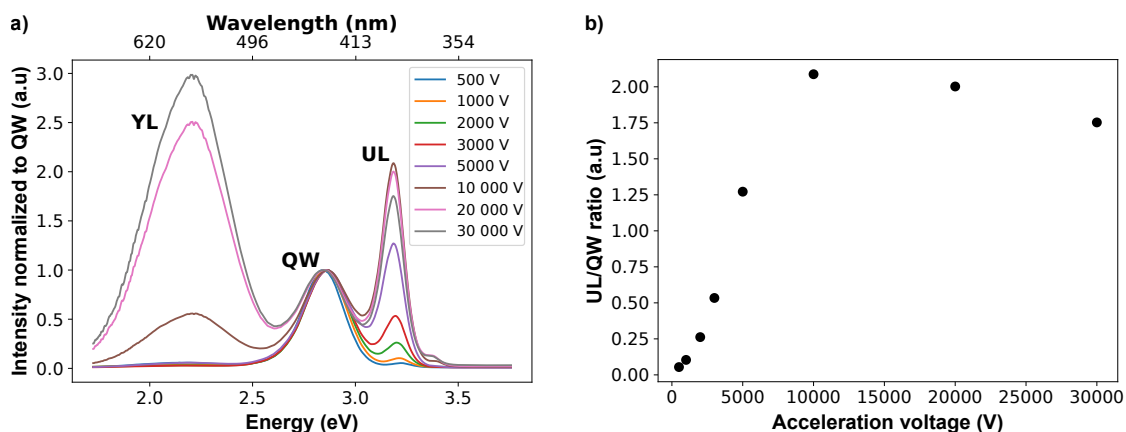 a)
Wavelength (nm)
620 496 413 354
Intensity normalized to QW (a.u)
3.0
2.5
2.0
1.5
1.0
0.5
0.0
YL
QW
UL
500 V
1000 V
2000 V
3000 V
5000 V
10 000 V
20 000 V
30 000 V
2.0 2.5 3.0 3.5
Energy (eV)
b)
UL/QW ratio (a.u)
2.00
1.75
1.50
1.25
1.00
0.75
0.50
0.25
0.00
0 5000 10000 15000 20000 25000 30000
Acceleration voltage (V)